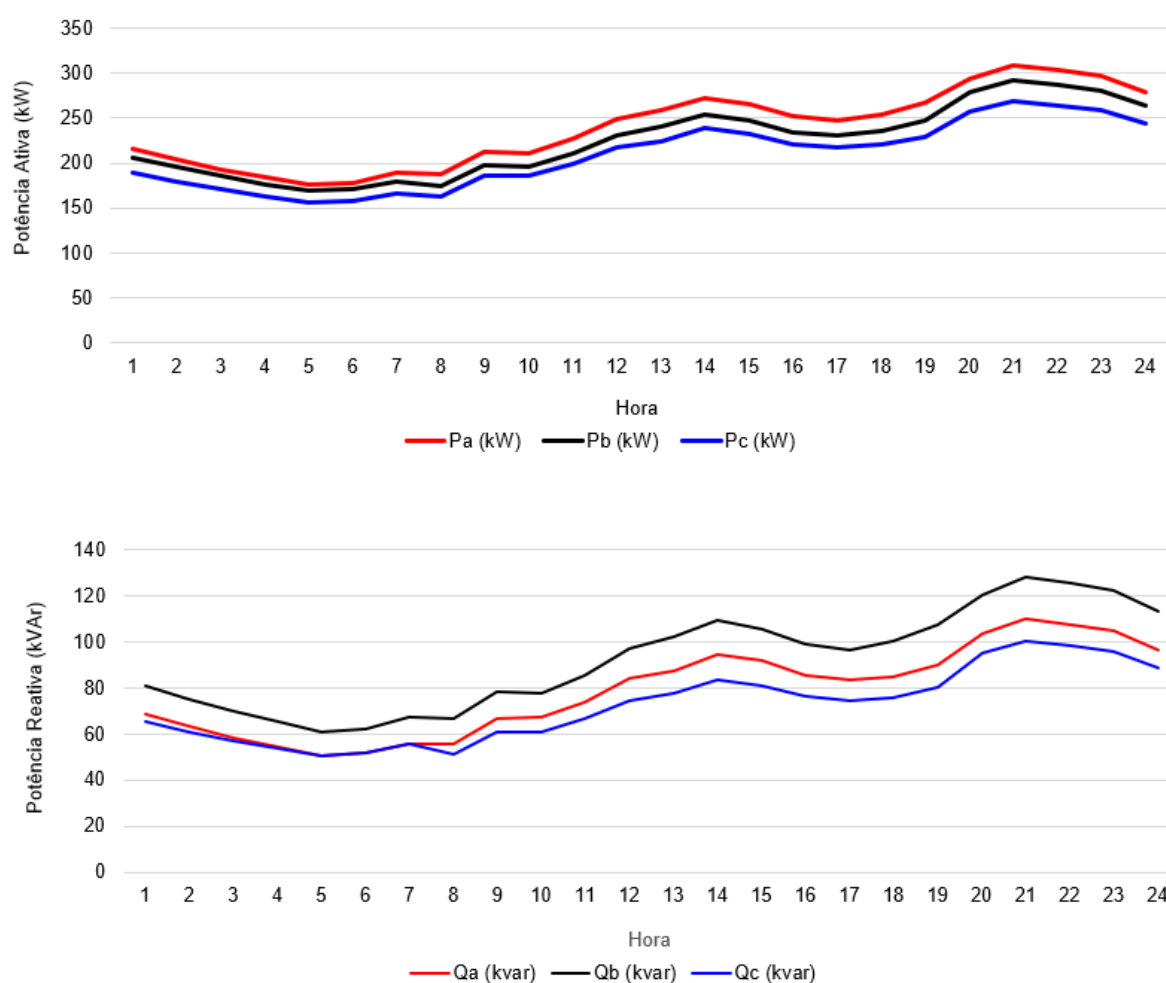 350
300
250
200
150
100
50
0
Potência Ativa (kW)
1 2 3 4 5 6 7 8 9 10 11 12 13 14 15 16 17 18 19 20 21 22 23 24
Hora
Pa (kW) Pb (kW) Pc (kW)
140
120
100
80
60
40
20
0
Potência Reativa (kVAr)
1 2 3 4 5 6 7 8 9 10 11 12 13 14 15 16 17 18 19 20 21 22 23 24
Hora
Qa (kvar) Qb (kvar) Qc (kvar)